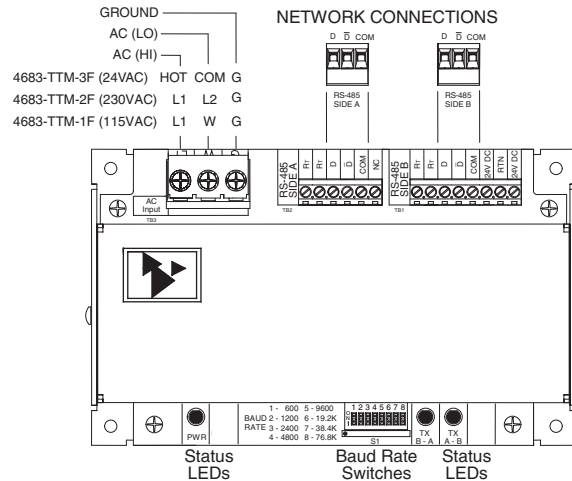 GROUND
AC (LO)
AC (HI)
4683-TTM-3F (24VAC) HOT COM G
4683-TTM-2F (230VAC) L1 L2 G
4683-TTM-1F (115VAC) L1 W G
NETWORK CONNECTIONS
D D̅ COM
RS-485
SIDE A
D D̅ COM
RS-485
SIDE B
AC
Input
TB3
RS-485
SIDE A
RT
RT
D
D̅
COM
NC
TB2
RS-485
SIDE B
RT
RT
D
D̅
COM
24V DC
RTN
24V DC
TB1
PWR
1 - 600 5 - 9600
BAUD 2 - 1200 6 - 19.2K
RATE 3 - 2400 7 - 38.4K
4 - 4800 8 - 76.8K
1 2 3 4 5 6 7 8
S1
TX
B - A
TX
A - B
Status
LEDs
Baud Rate
Switches
Status
LEDs